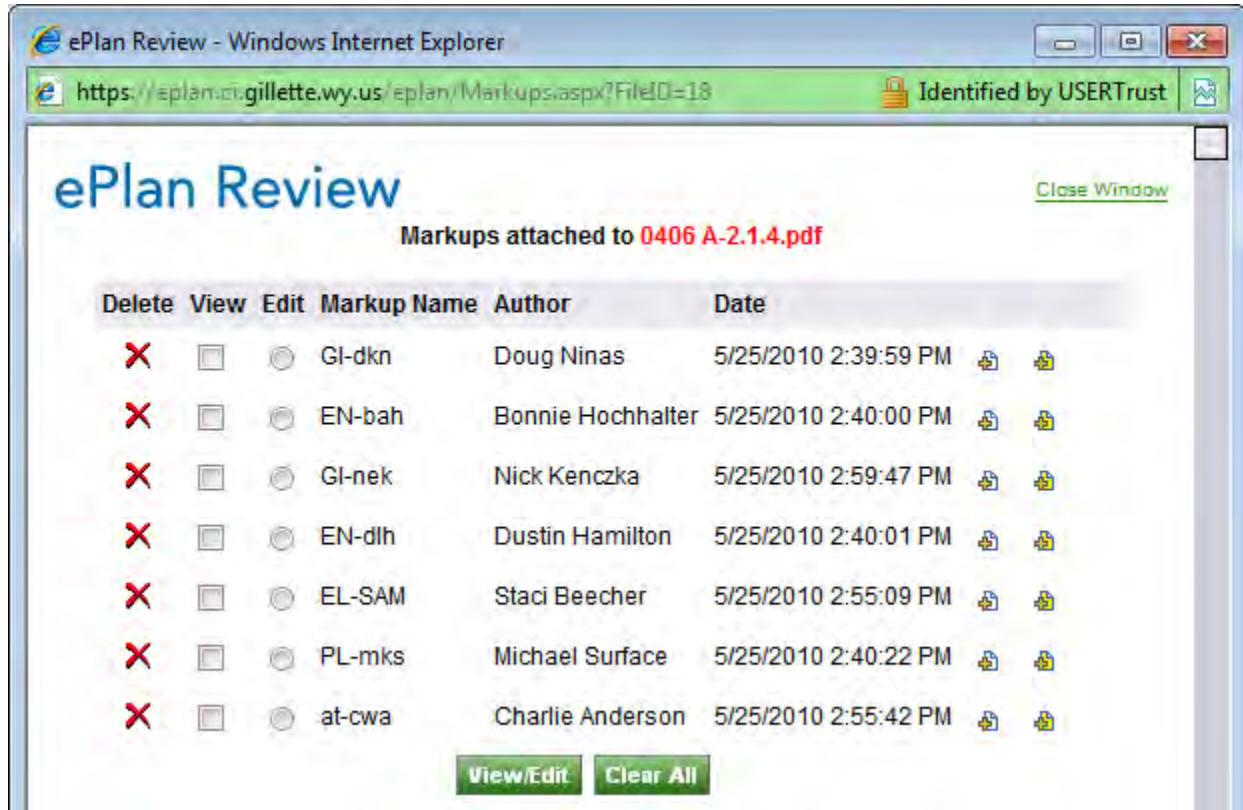 ePlan Review - Windows Internet Explorer
https://eplan.ci.gillette.wy.us/eplan/Markups.aspx?FileID=18 Identified by USERTrust
ePlan Review
Close Window
Markups attached to 0406 A-2.1.4.pdf
Delete View Edit Markup Name Author Date
GI-dkn Doug Ninas 5/25/2010 2:39:59 PM
EN-bah Bonnie Hochhalter 5/25/2010 2:40:00 PM
GI-nek Nick Kenczka 5/25/2010 2:59:47 PM
EN-dlh Dustin Hamilton 5/25/2010 2:40:01 PM
EL-SAM Staci Beecher 5/25/2010 2:55:09 PM
PL-mks Michael Surface 5/25/2010 2:40:22 PM
at-cwa Charlie Anderson 5/25/2010 2:55:42 PM
View/Edit Clear All